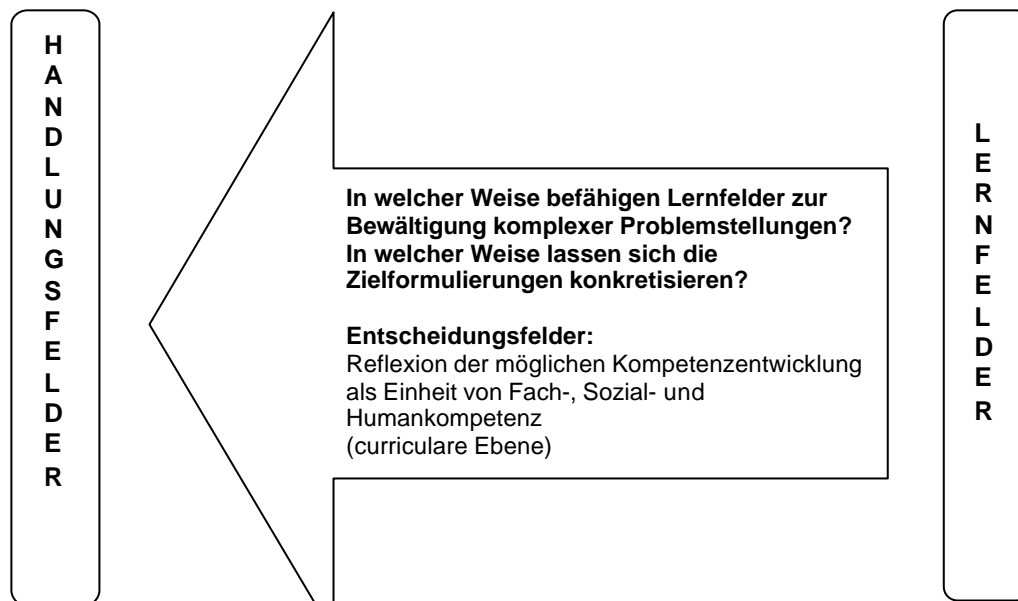 HANDLUNGSFELDER
In welcher Weise befähigen Lernfelder zur
Bewältigung komplexer Problemstellungen?
In welcher Weise lassen sich die
Zielformulierungen konkretisieren?
Entscheidungsfelder:
Reflexion der möglichen Kompetenzentwicklung
als Einheit von Fach-, Sozial- und
Humankompetenz
(curriculare Ebene)
LERNFELDER